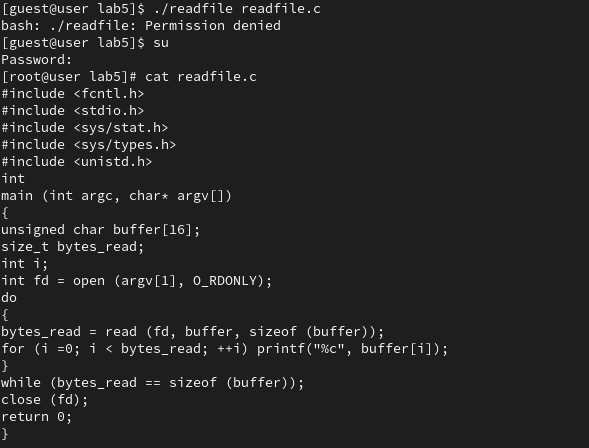 [guest@user lab5]$ ./readfile readfile.c
bash: ./readfile: Permission denied
[guest@user lab5]$ su
Password:
[root@user lab5]# cat readfile.c
#include <fcntl.h>
#include <stdio.h>
#include <sys/stat.h>
#include <sys/types.h>
#include <unistd.h>
int
main (int argc, char* argv[])
{
unsigned char buffer[16];
size_t bytes_read;
int i;
int fd = open (argv[1], O_RDONLY);
do
{
bytes_read = read (fd, buffer, sizeof (buffer));
for (i =0; i < bytes_read; ++i) printf("%c", buffer[i]);
}
while (bytes_read == sizeof (buffer));
close (fd);
return 0;
}